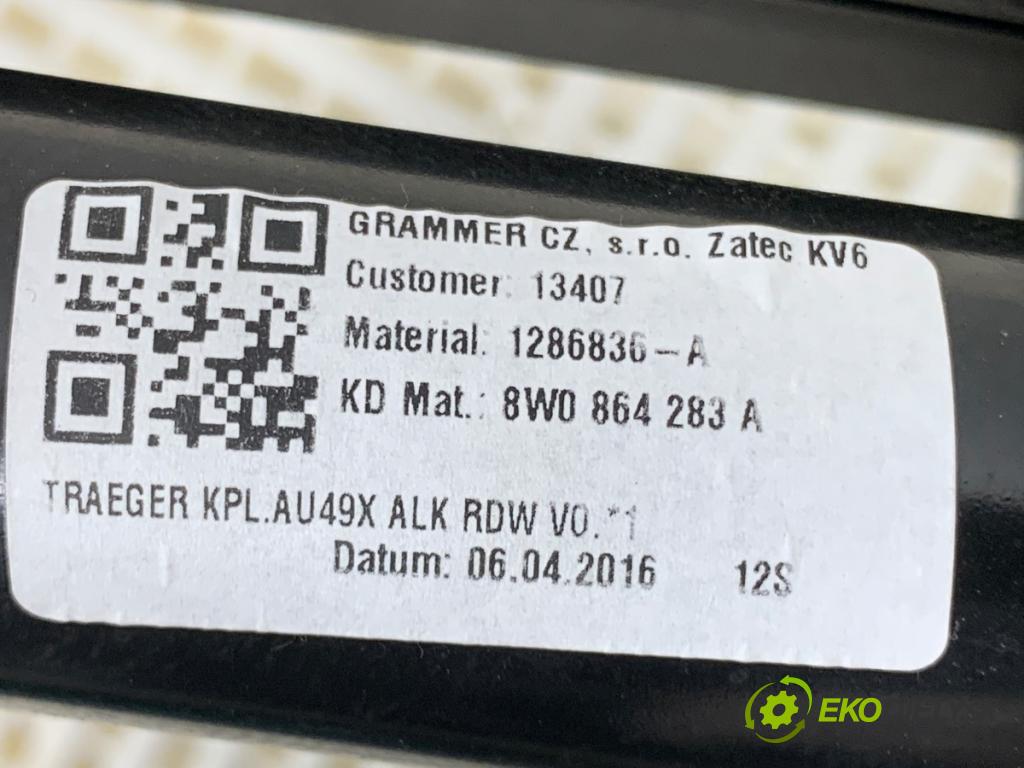 GRAMMER CZ, s.r.o. Zatec KV6
Customer: 13407
Material: 1286836-A
KD Mat.: 8W0 864 283 A
TRAEGER KPL.AU49X ALK RDW VO.*1
Datum: 06.04.2016 12S
EKO